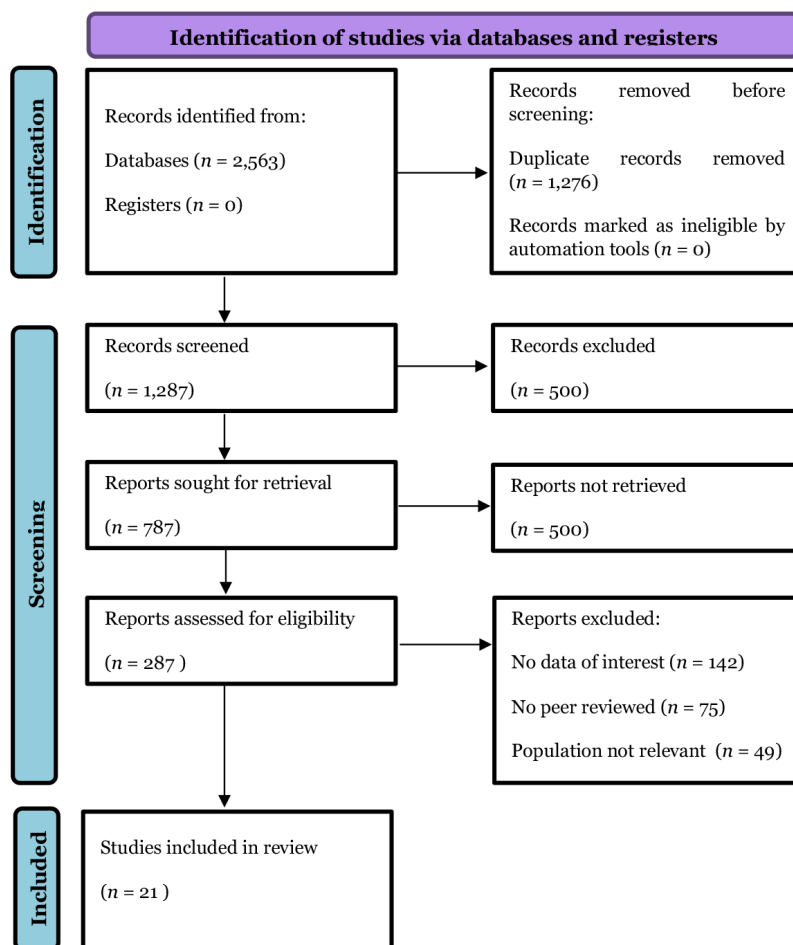 Identification of studies via databases and registers
Identification
Records identified from:
Databases (n = 2,563)
Registers (n = 0)
Records removed before
screening:
Duplicate records removed
(n = 1,276)
Records marked as ineligible by
automation tools (n = 0)
Screening
Records screened
(n = 1,287)
Records excluded
(n = 500)
Reports sought for retrieval
(n = 787)
Reports not retrieved
(n = 500)
Reports assessed for eligibility
(n = 287 )
Reports excluded:
No data of interest (n = 142)
No peer reviewed (n = 75)
Population not relevant (n = 49)
Included
Studies included in review
(n = 21 )